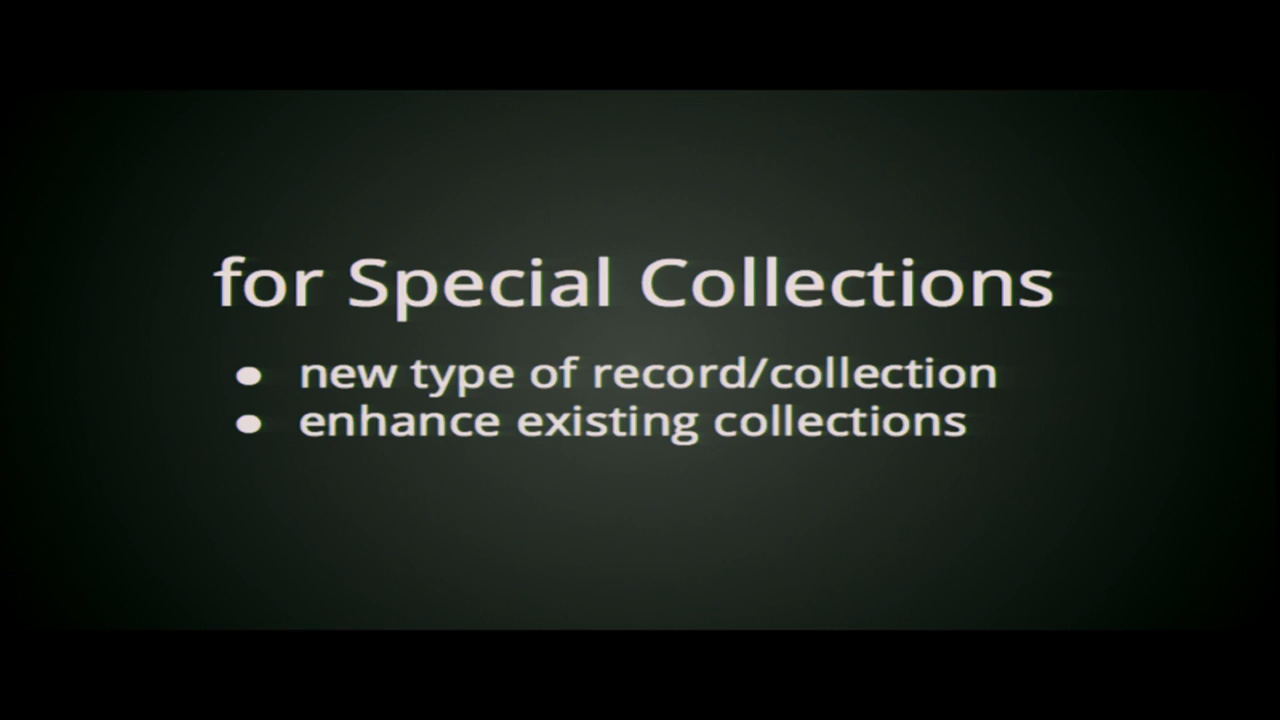 for Special Collections
● new type of record/collection
● enhance existing collections